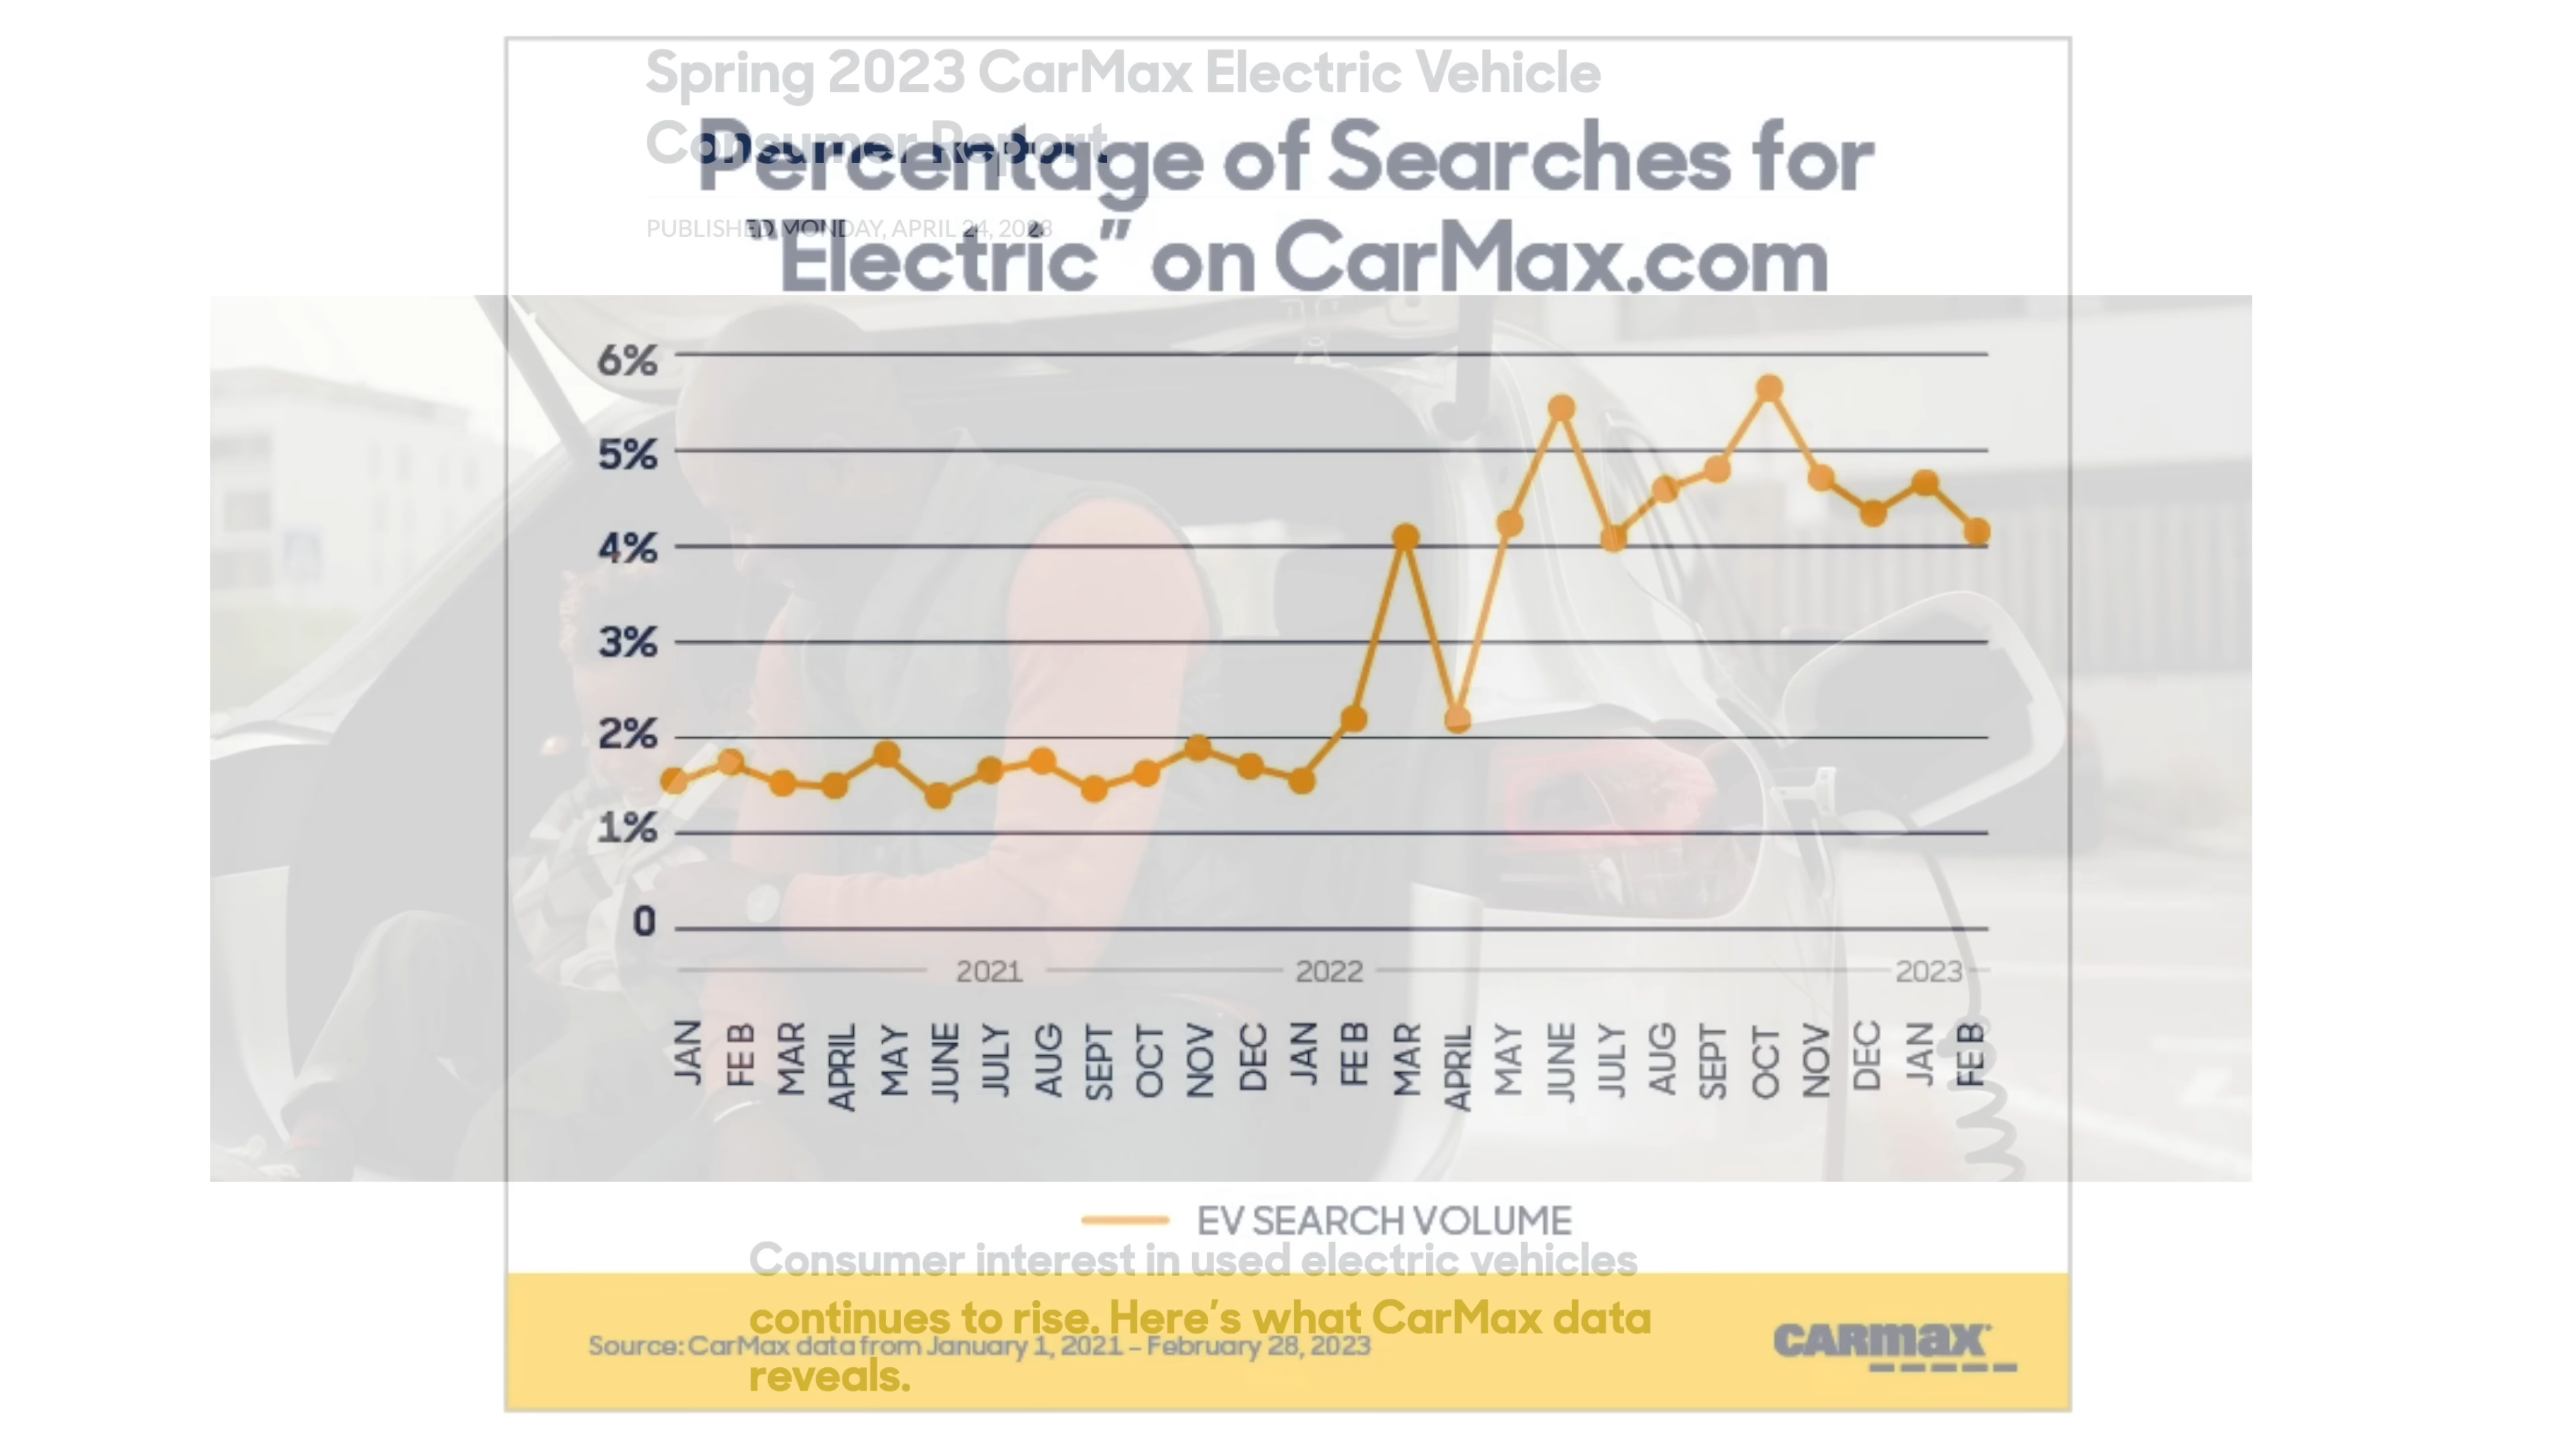 Spring 2023 CarMax Electric Vehicle
Consumer Report
Percentage of Searches for
PUBLISHED MONDAY, APRIL 24, 2023
“Electric” on CarMax.com
6%
5%
4%
3%
2%
1%
0
2021 2022 2023
JAN FEB MAR APRIL MAY JUNE JULY AUG SEPT OCT NOV DEC JAN FEB MAR APRIL MAY JUNE JULY AUG SEPT OCT NOV DEC JAN FEB
EV SEARCH VOLUME
Consumer interest in used electric vehicles
continues to rise. Here’s what CarMax data
reveals.
Source: CarMax data from January 1, 2021 – February 28, 2023
CARMAX